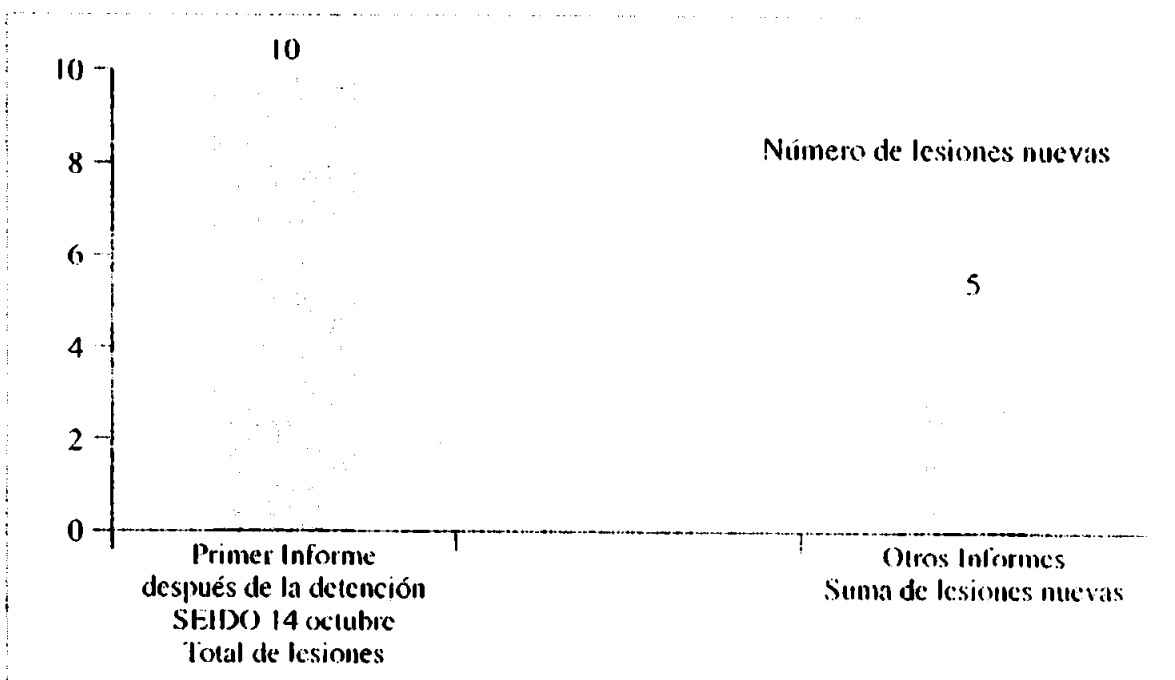 10
10
8
Número de lesiones nuevas
6
5
4
2
0
Primer Informe
después de la detención
SEIDO 14 octubre
Total de lesiones
Otros Informes
Suma de lesiones nuevas